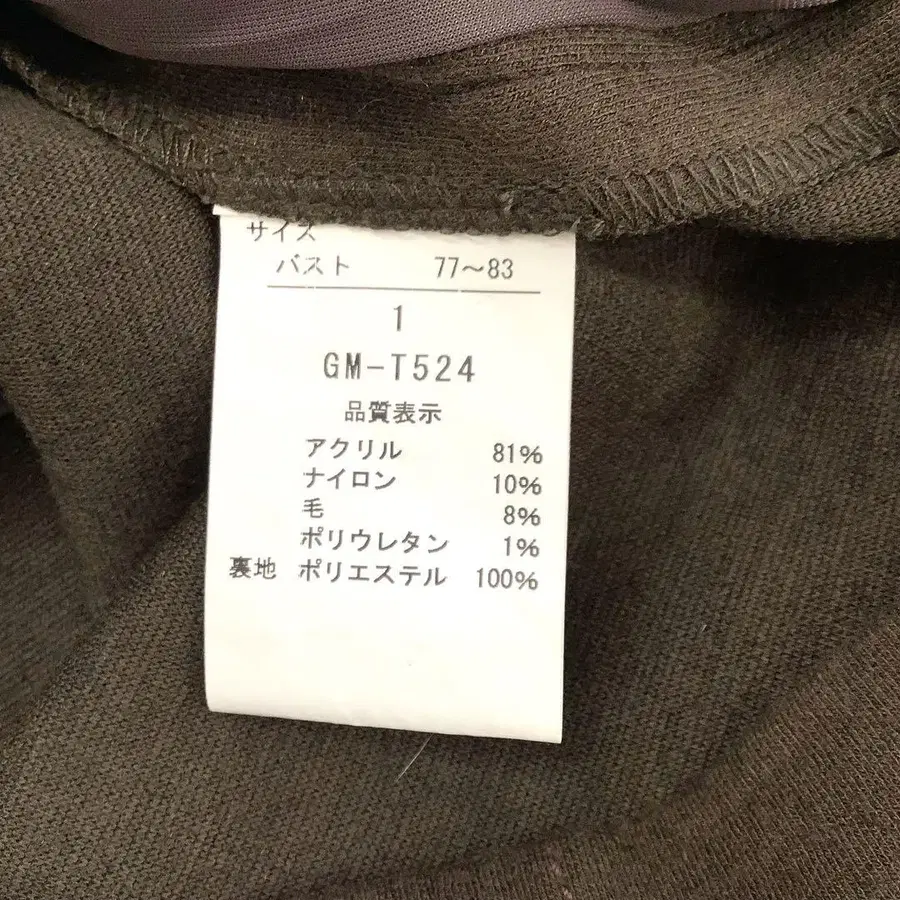 サイズ
バスト 77～83
1
GM-T524
品質表示
アクリル 81%
ナイロン 10%
毛 8%
ポリウレタン 1%
裏地 ポリエステル 100%